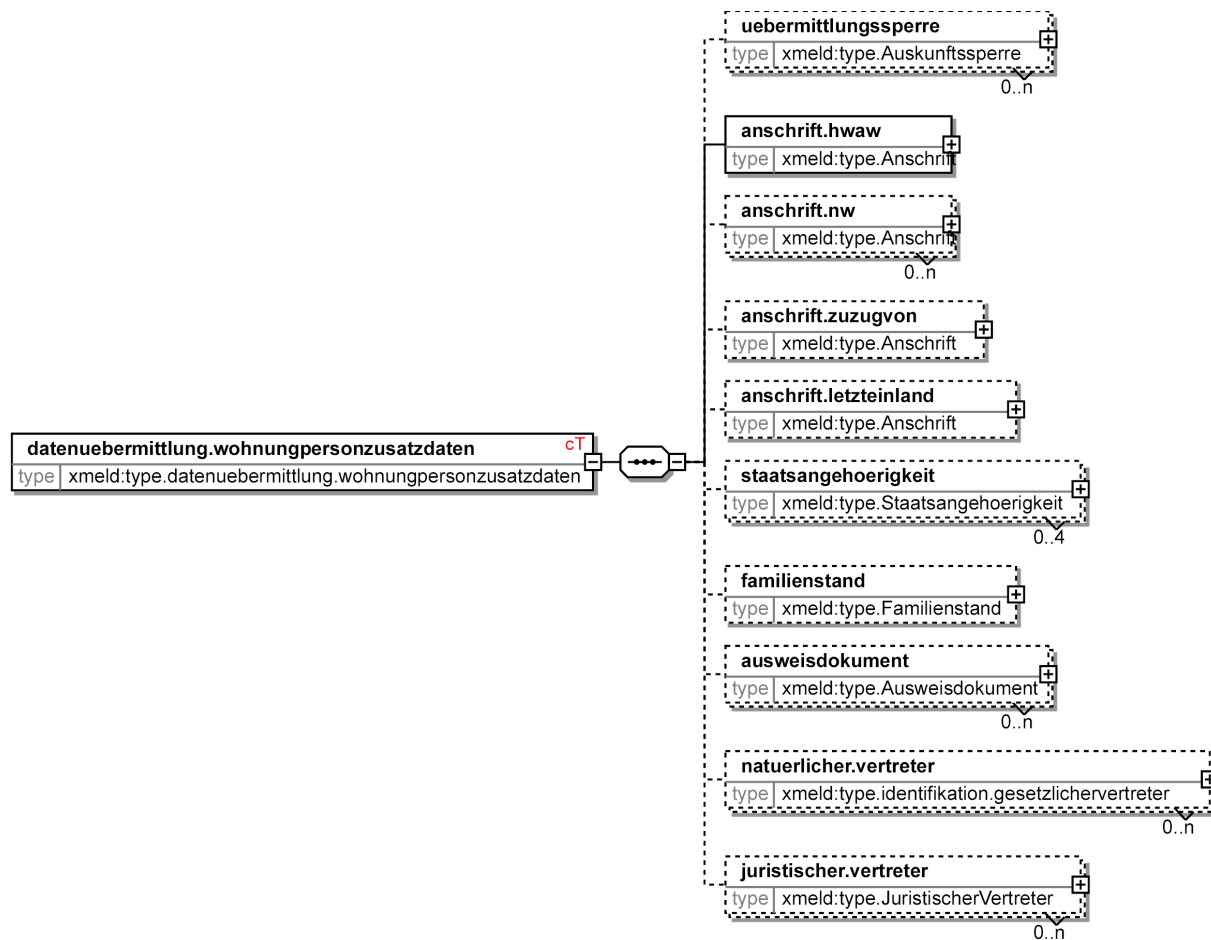 uebermittlungssperre
type xmeld:type.Auskunftssperre
0..n
anschrift.hwaw
type xmeld:type.Anschrift
anschrift.nw
type xmeld:type.Anschrift
0..n
anschrift.zuzugvon
type xmeld:type.Anschrift
anschrift.letzteinland
type xmeld:type.Anschrift
datenuebermittlung.wohnungpersonzusatzdaten cT
type xmeld:type.datenuebermittlung.wohnungpersonzusatzdaten
staatsangehoerigkeit
type xmeld:type.Staatsangehoerigkeit
0..4
familienstand
type xmeld:type.Familienstand
ausweisdokument
type xmeld:type.Ausweisdokument
0..n
natuerlicher.vertreter
type xmeld:type.identifikation.gesetzlichervertreter
0..n
juristischer.vertreter
type xmeld:type.JuristischerVertreter
0..n